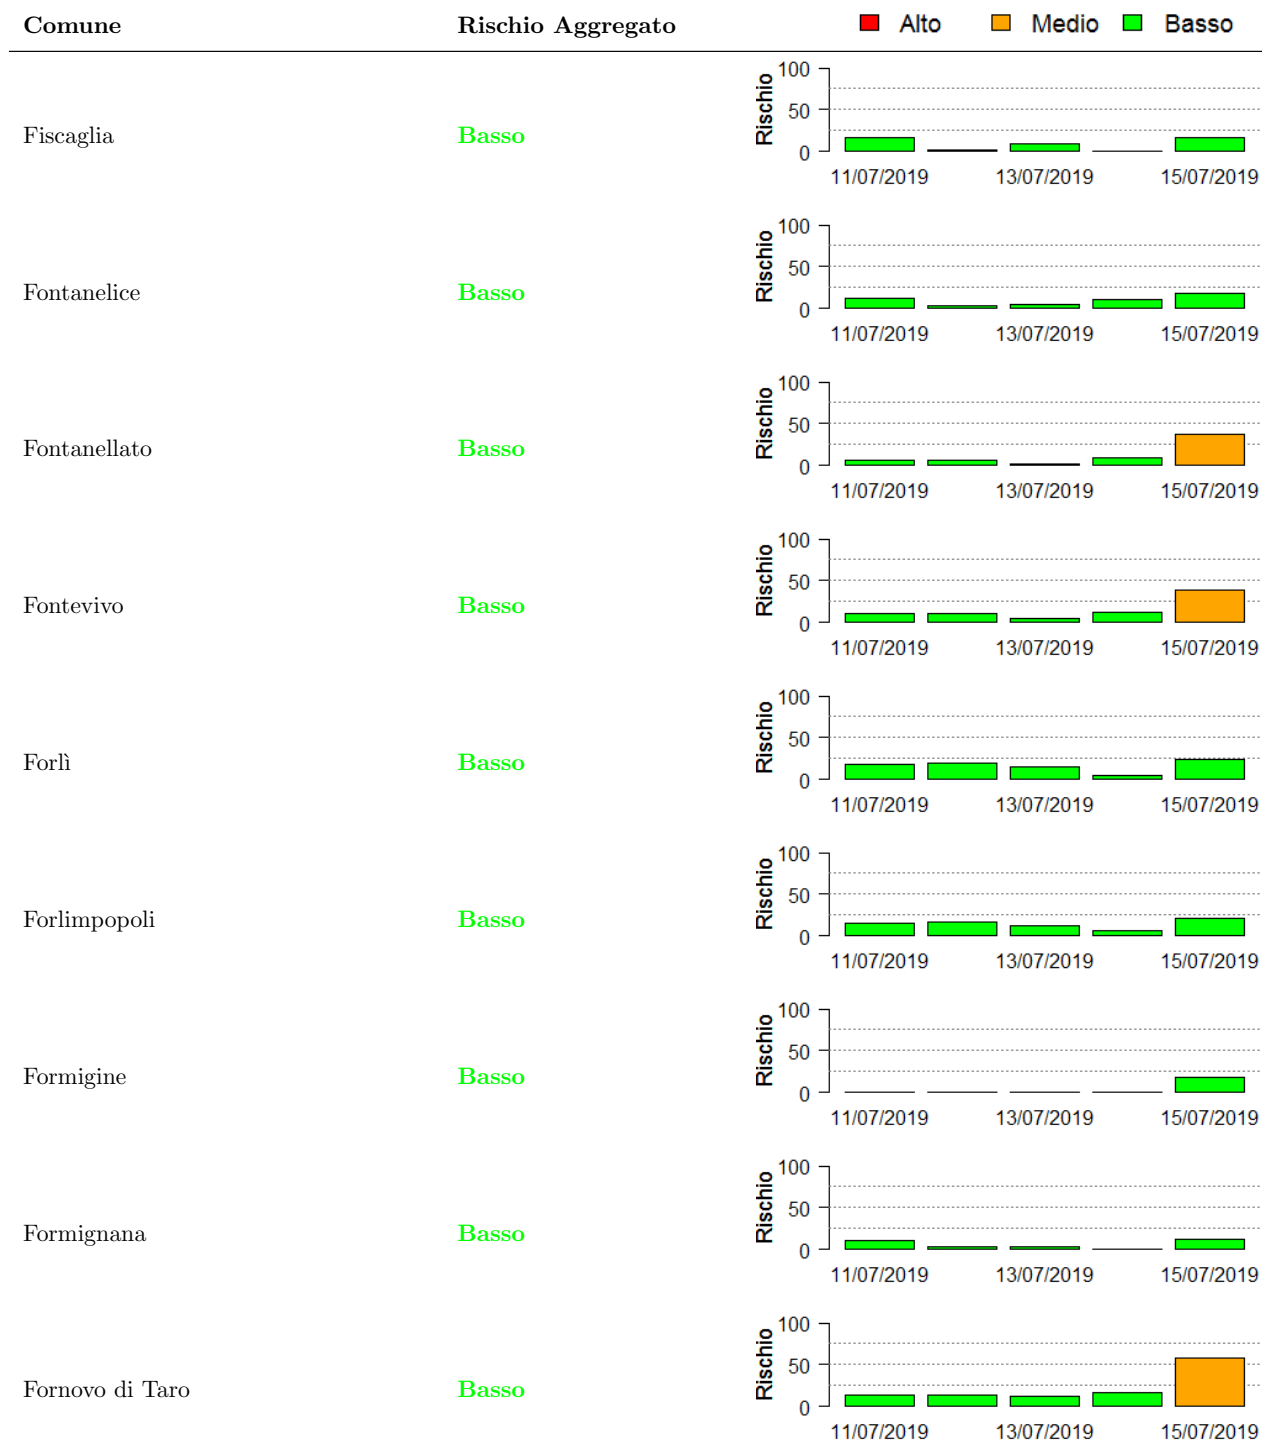 Comune Rischio Aggregato Alto Medio Basso
Fiscaglia Basso Rischio 100 50 0
11/07/2019 13/07/2019 15/07/2019
Fontanelice Basso Rischio 100 50 0
11/07/2019 13/07/2019 15/07/2019
Fontanellato Basso Rischio 100 50 0
11/07/2019 13/07/2019 15/07/2019
Fontevivo Basso Rischio 100 50 0
11/07/2019 13/07/2019 15/07/2019
Forlì Basso Rischio 100 50 0
11/07/2019 13/07/2019 15/07/2019
Forlimpopoli Basso Rischio 100 50 0
11/07/2019 13/07/2019 15/07/2019
Formigine Basso Rischio 100 50 0
11/07/2019 13/07/2019 15/07/2019
Formignana Basso Rischio 100 50 0
11/07/2019 13/07/2019 15/07/2019
Fornovo di Taro Basso Rischio 100 50 0
11/07/2019 13/07/2019 15/07/2019